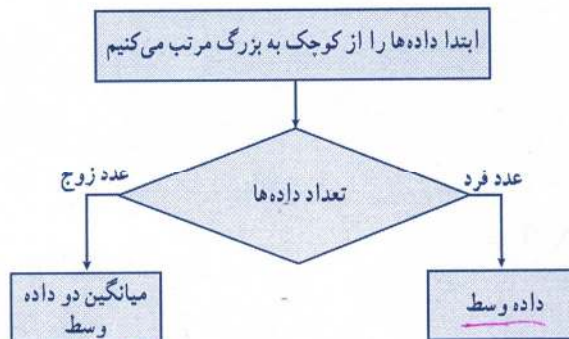 ابتدا داده‌ها را از کوچک به بزرگ مرتب می‌کنیم
تعداد داده‌ها
عدد فرد
عدد زوج
داده وسط
میانگین دو داده
وسط